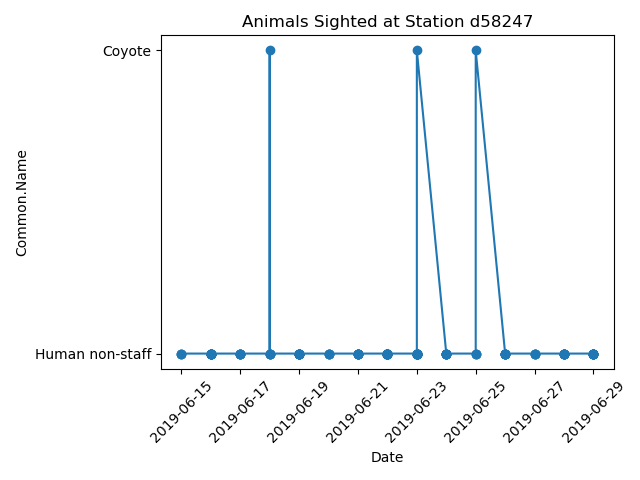 Animals Sighted at Station d58247
Coyote
Common.Name
Human non-staff
2019-06-15
2019-06-17
2019-06-19
2019-06-21
2019-06-23
2019-06-25
2019-06-27
2019-06-29
Date